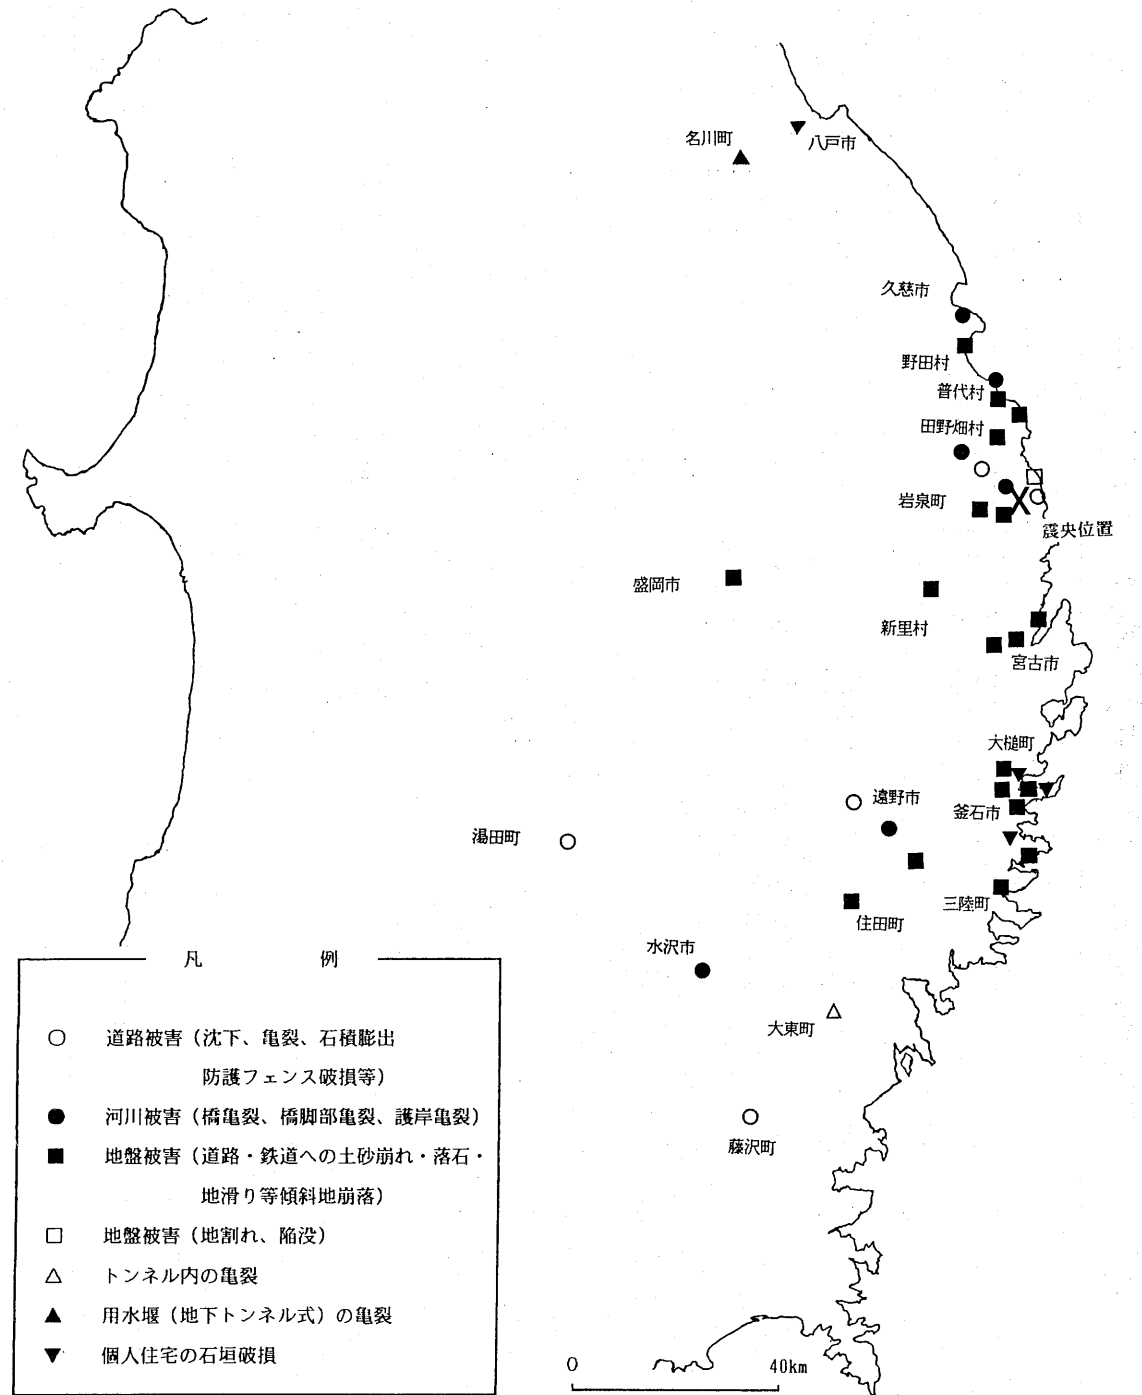 名川町
八戸市
久慈市
野田村
普代村
田野畑村
岩泉町
震央位置
盛岡市
新里村
宮古市
大槌町
遠野市
釜石市
湯田町
三陸町
住田町
水沢市
大東町
藤沢町
凡 例
○ 道路被害（沈下、亀裂、石積膨出
防護フェンス破損等）
● 河川被害（橋亀裂、橋脚部亀裂、護岸亀裂）
■ 地盤被害（道路・鉄道への土砂崩れ・落石・
地滑り等傾斜地崩落）
□ 地盤被害（地割れ、陥没）
△ トンネル内の亀裂
▲ 用水堰（地下トンネル式）の亀裂
▼ 個人住宅の石垣破損
0 40km